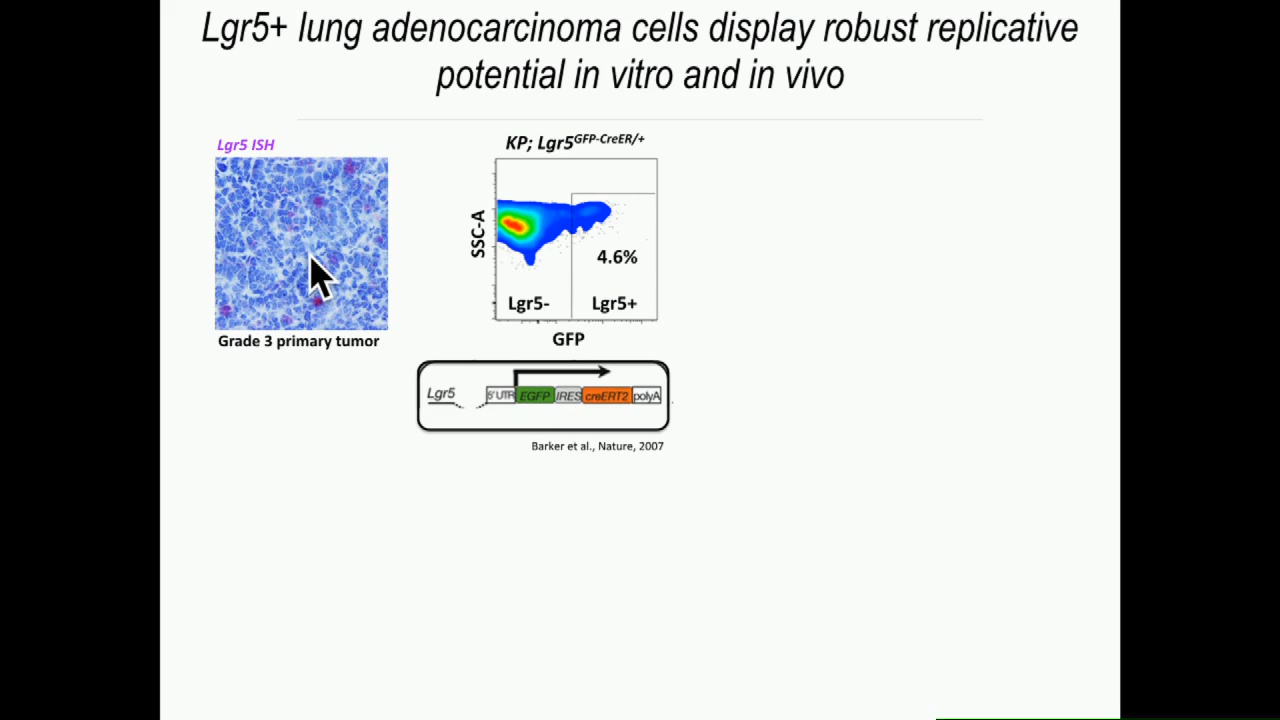 Lgr5+ lung adenocarcinoma cells display robust replicative
potential in vitro and in vivo
Lgr5 ISH
Grade 3 primary tumor
KP; Lgr5GFP-CreER/+
SSC-A
4.6%
Lgr5-
Lgr5+
GFP
Lgr5
5' UTR EGFP IRES creERT2 polyA
Barker et al., Nature, 2007